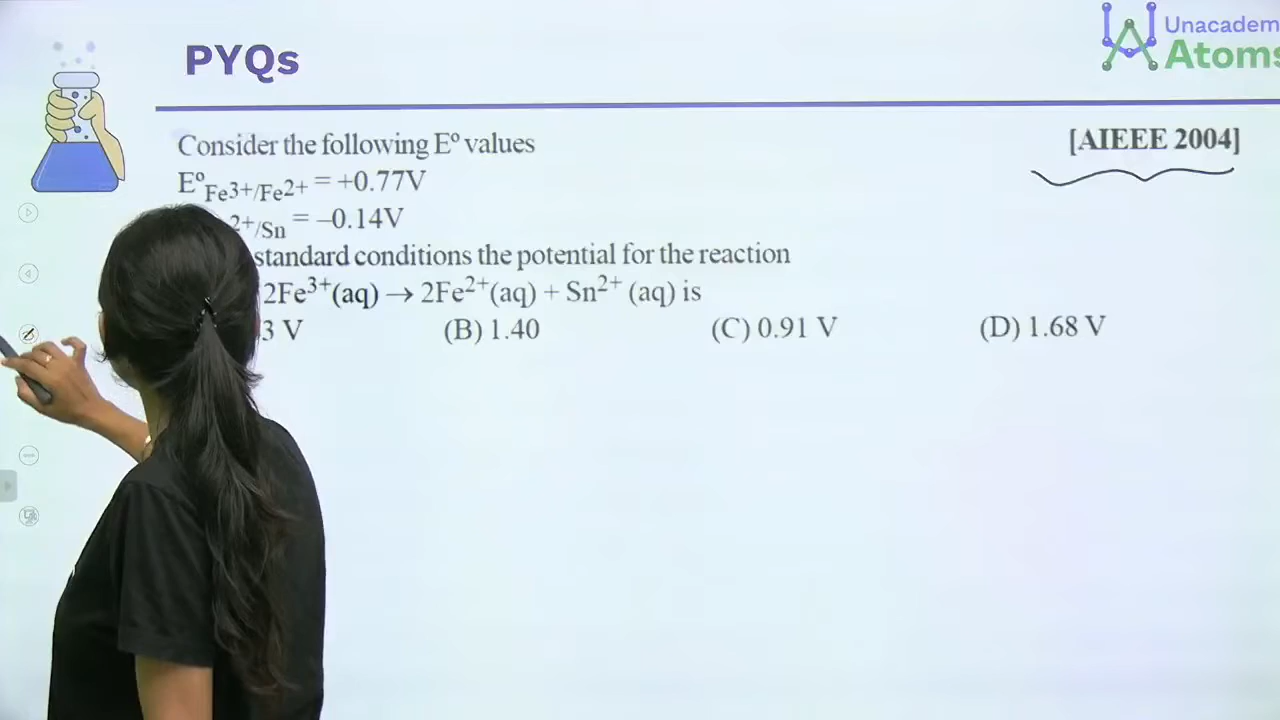 PYQs
Unacadem
Atoms
Consider the following Eº values
[AIEEE 2004]
Eº Fe³⁺/Fe²⁺ = +0.77V
²⁺/Sn = –0.14V
standard conditions the potential for the reaction
2Fe³⁺(aq) → 2Fe²⁺(aq) + Sn²⁺ (aq) is
3 V (B) 1.40 (C) 0.91 V (D) 1.68 V